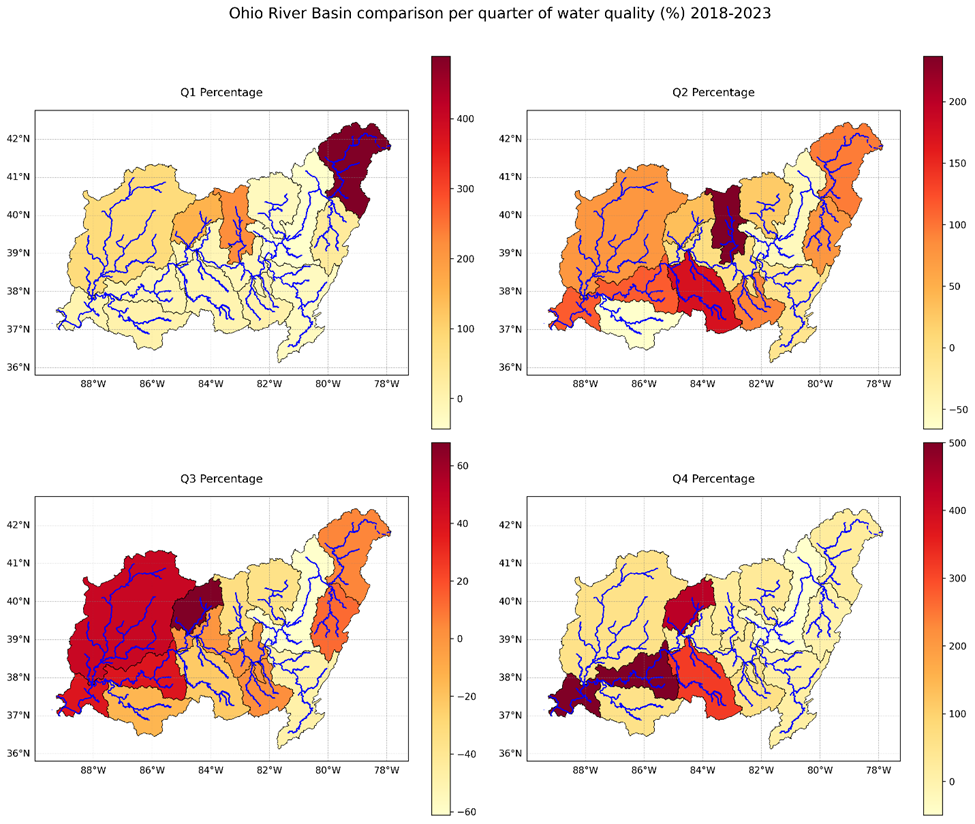 Ohio River Basin comparison per quarter of water quality (%) 2018-2023
Q1 Percentage
42°N
41°N
40°N
39°N
38°N
37°N
36°N
88°W 86°W 84°W 82°W 80°W 78°W
400
300
200
100
0
Q2 Percentage
42°N
41°N
40°N
39°N
38°N
37°N
36°N
88°W 86°W 84°W 82°W 80°W 78°W
200
150
100
50
0
−50
Q3 Percentage
42°N
41°N
40°N
39°N
38°N
37°N
36°N
88°W 86°W 84°W 82°W 80°W 78°W
60
40
20
0
−20
−40
−60
Q4 Percentage
42°N
41°N
40°N
39°N
38°N
37°N
36°N
88°W 86°W 84°W 82°W 80°W 78°W
500
400
300
200
100
0